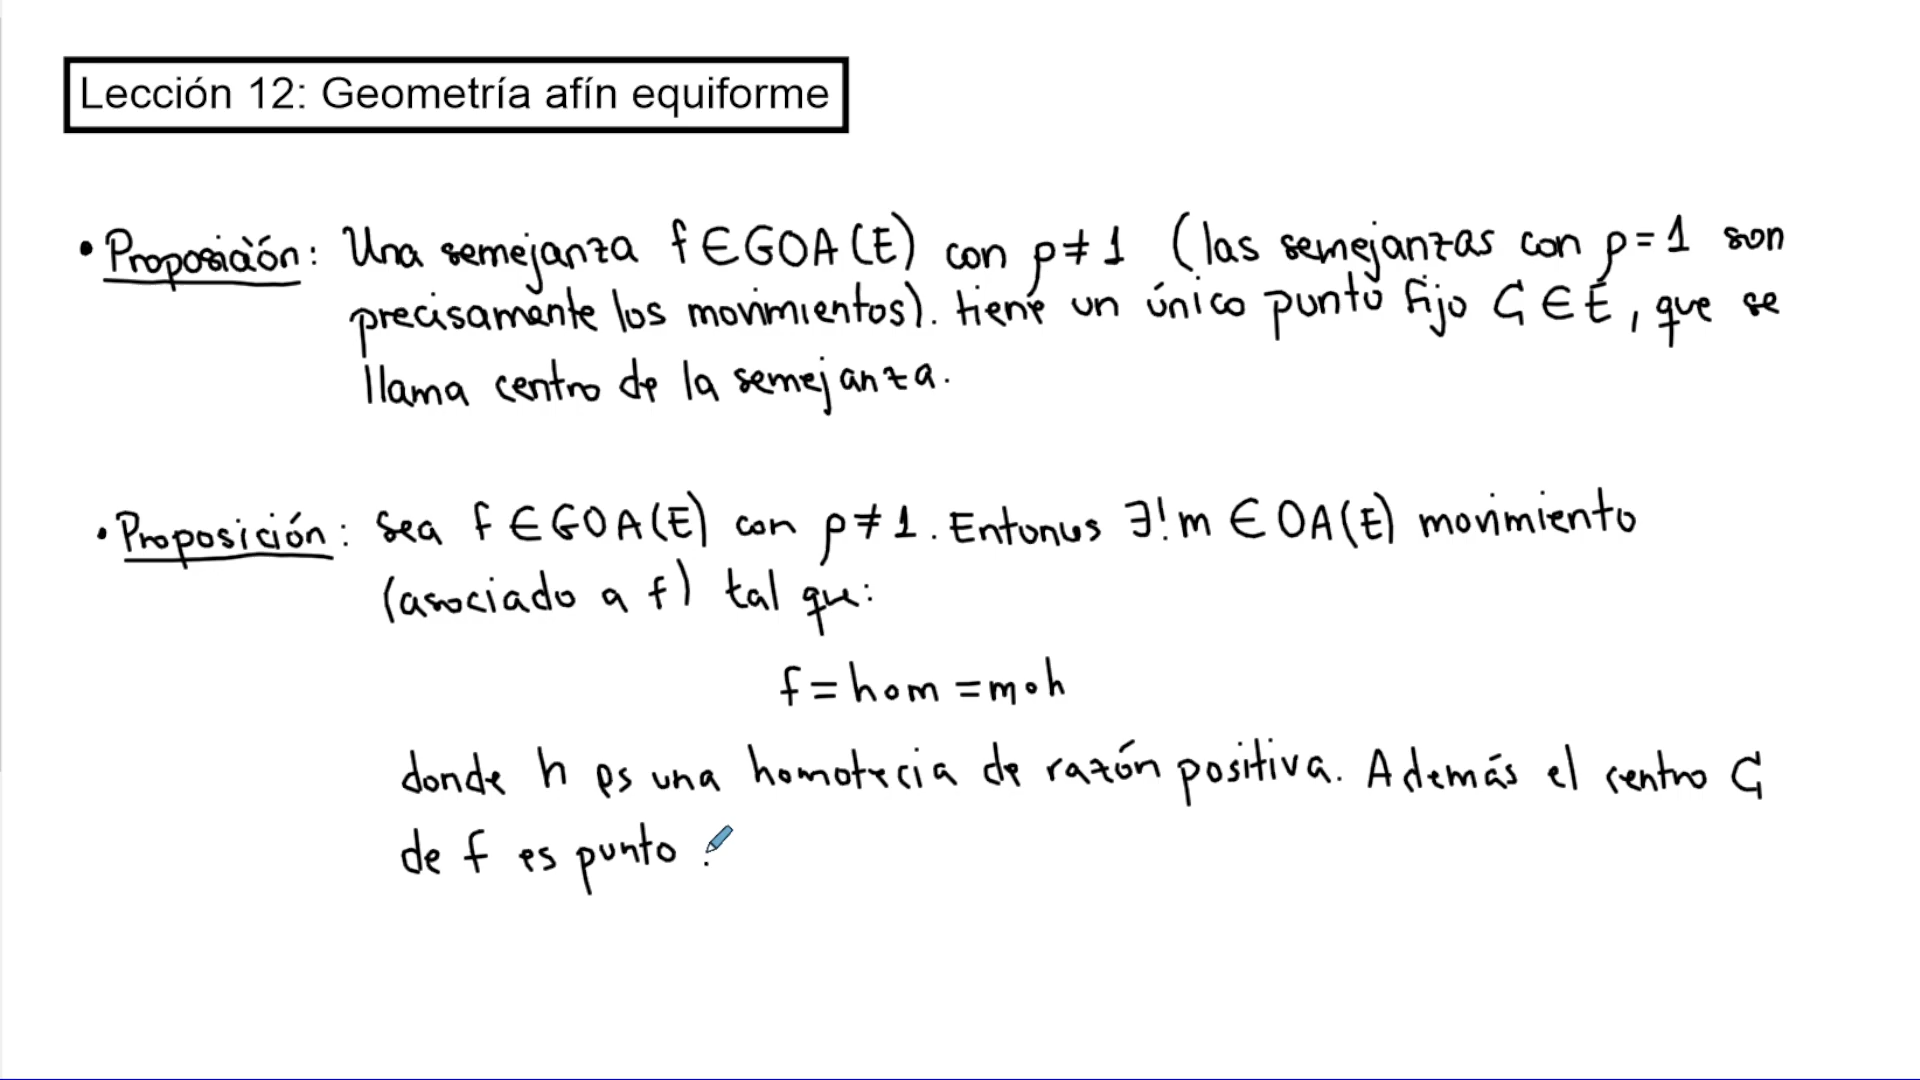 Lección 12: Geometría afín equiforme
• Proposición: Una semejanza f ∈ GOA(E) con ρ ≠ 1 (las semejanzas con ρ = 1 son
precisamente los movimientos). tiene un único punto fijo C ∈ E, que se
llama centro de la semejanza.
• Proposición: Sea f ∈ GOA(E) con ρ ≠ 1. Entonces ∃! m ∈ OA(E) movimiento
(asociado a f) tal que:
f = h∘m = m∘h
donde h es una homotecia de razón positiva. Además el centro C
de f es punto